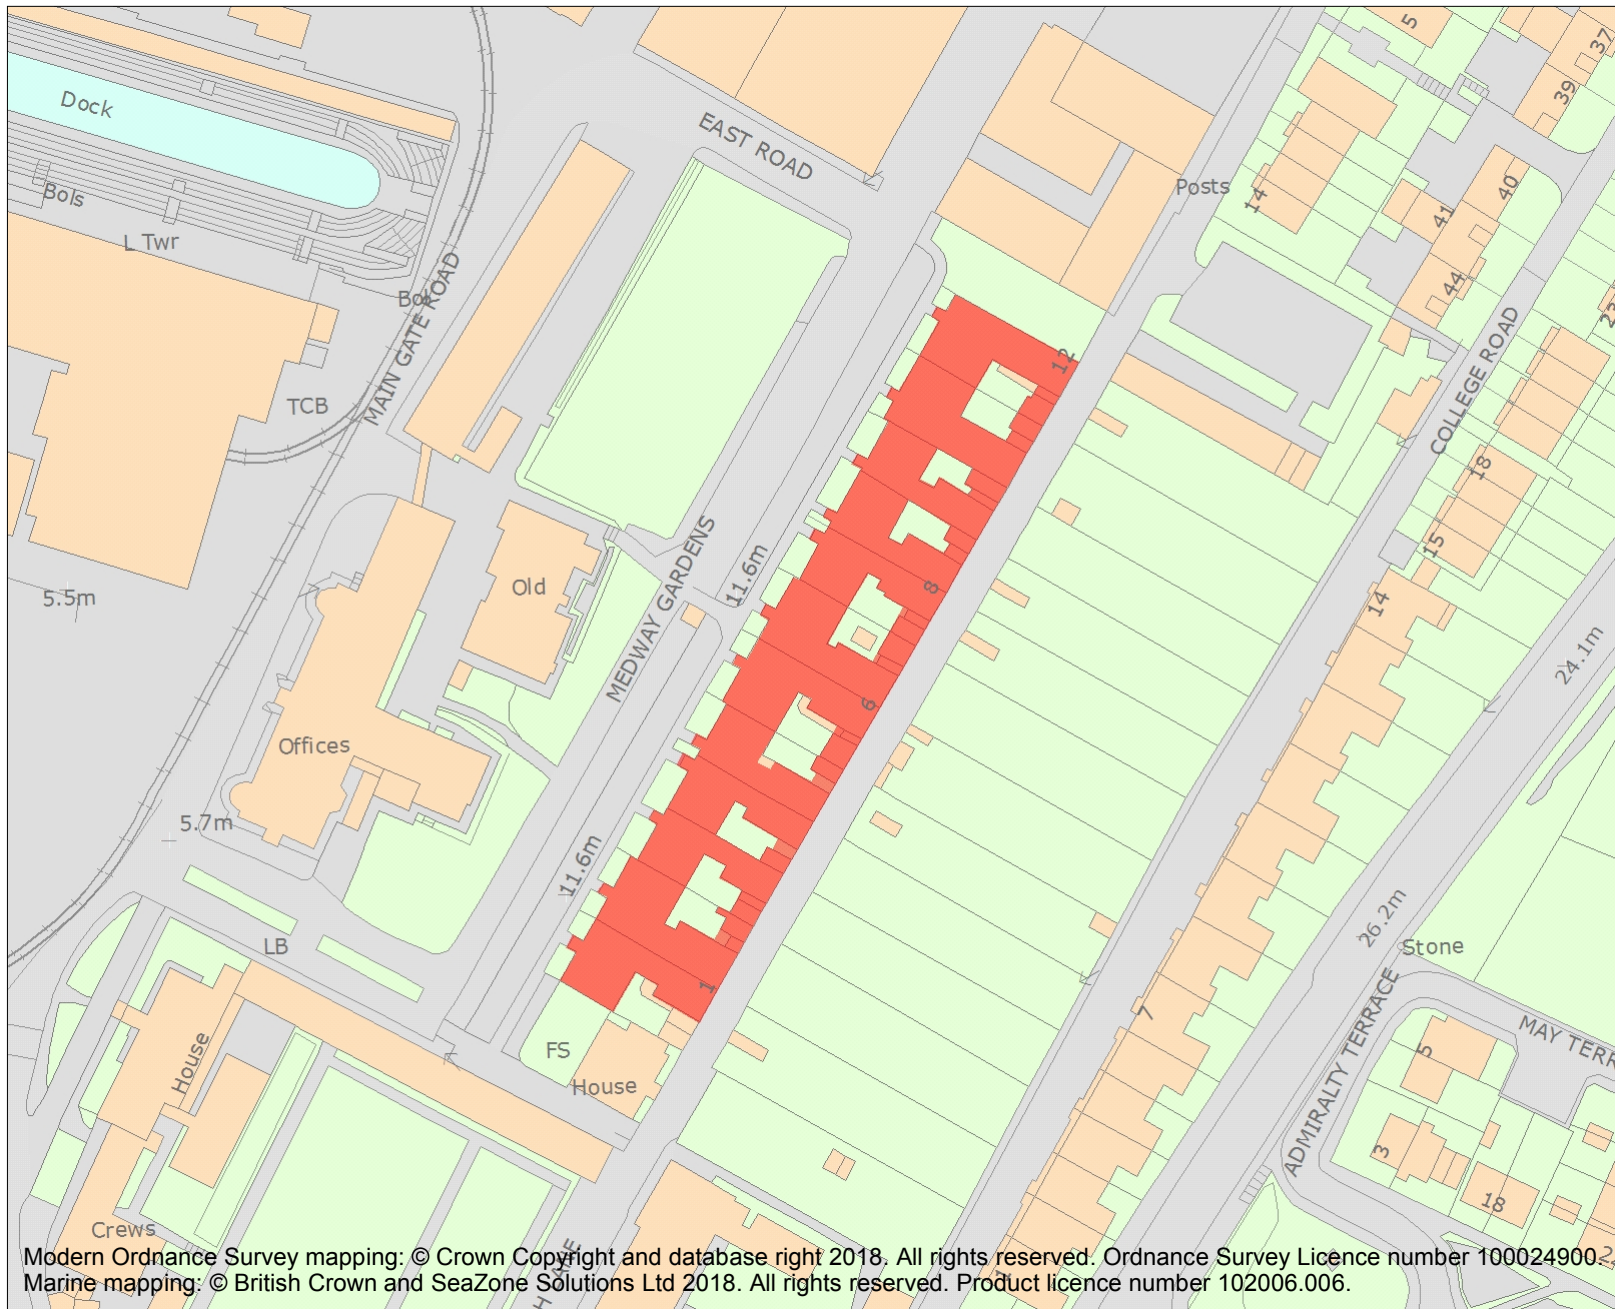 5
37
39
Dock
EAST ROAD
Posts
14
40
41
Bols
L Twr
MAIN GATE ROAD
44
23
COLLEGE ROAD
12
TCB
18
15
MEDWAY GARDENS
11.6m
Old
5.5m
8
14
24.1m
6
Offices
5.7m
11.6m
26.2m
Stone
LB
1
7
ADMIRALTY TERRACE
MAY TERR
House
FS
House
5
3
18
Crews
Modern Ordnance Survey mapping: © Crown Copyright and database right 2018. All rights reserved. Ordnance Survey Licence number 100024900.
Marine mapping: © British Crown and SeaZone Solutions Ltd 2018. All rights reserved. Product licence number 102006.006.